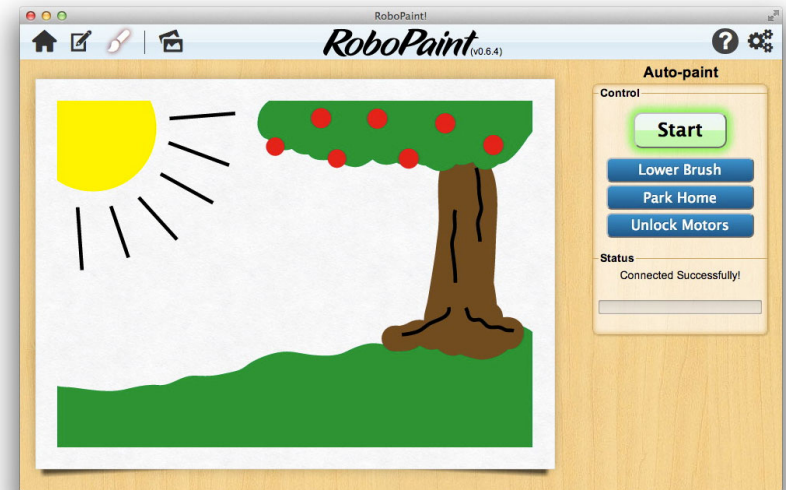 RoboPaint!
RoboPaint (v0.6.4)
Auto-paint
Control
Start
Lower Brush
Park Home
Unlock Motors
Status
Connected Successfully!